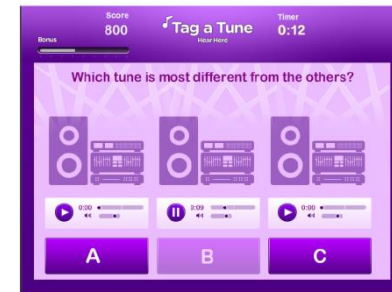 Score
800
Tag a Tune
Hear Here
Timer
0:12
Bonus
Which tune is most different from the others?
0:00
0:09
0:00
A
B
C